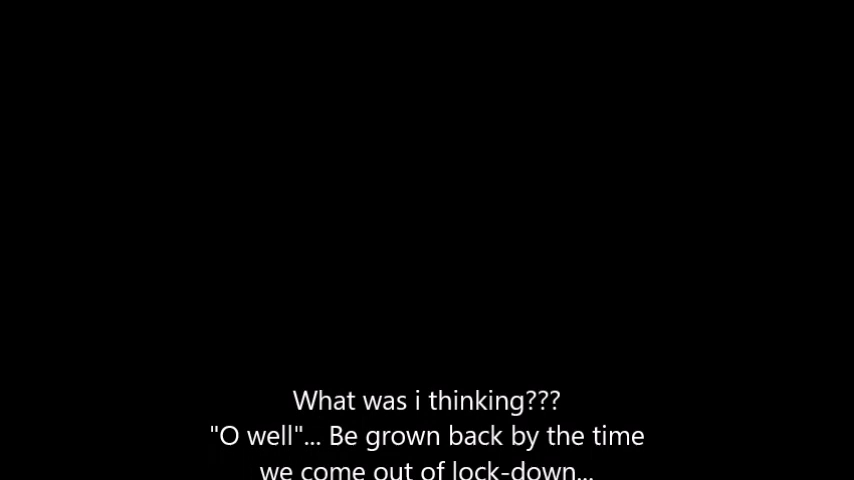 What was i thinking???
"O well"... Be grown back by the time
we come out of lock-down...